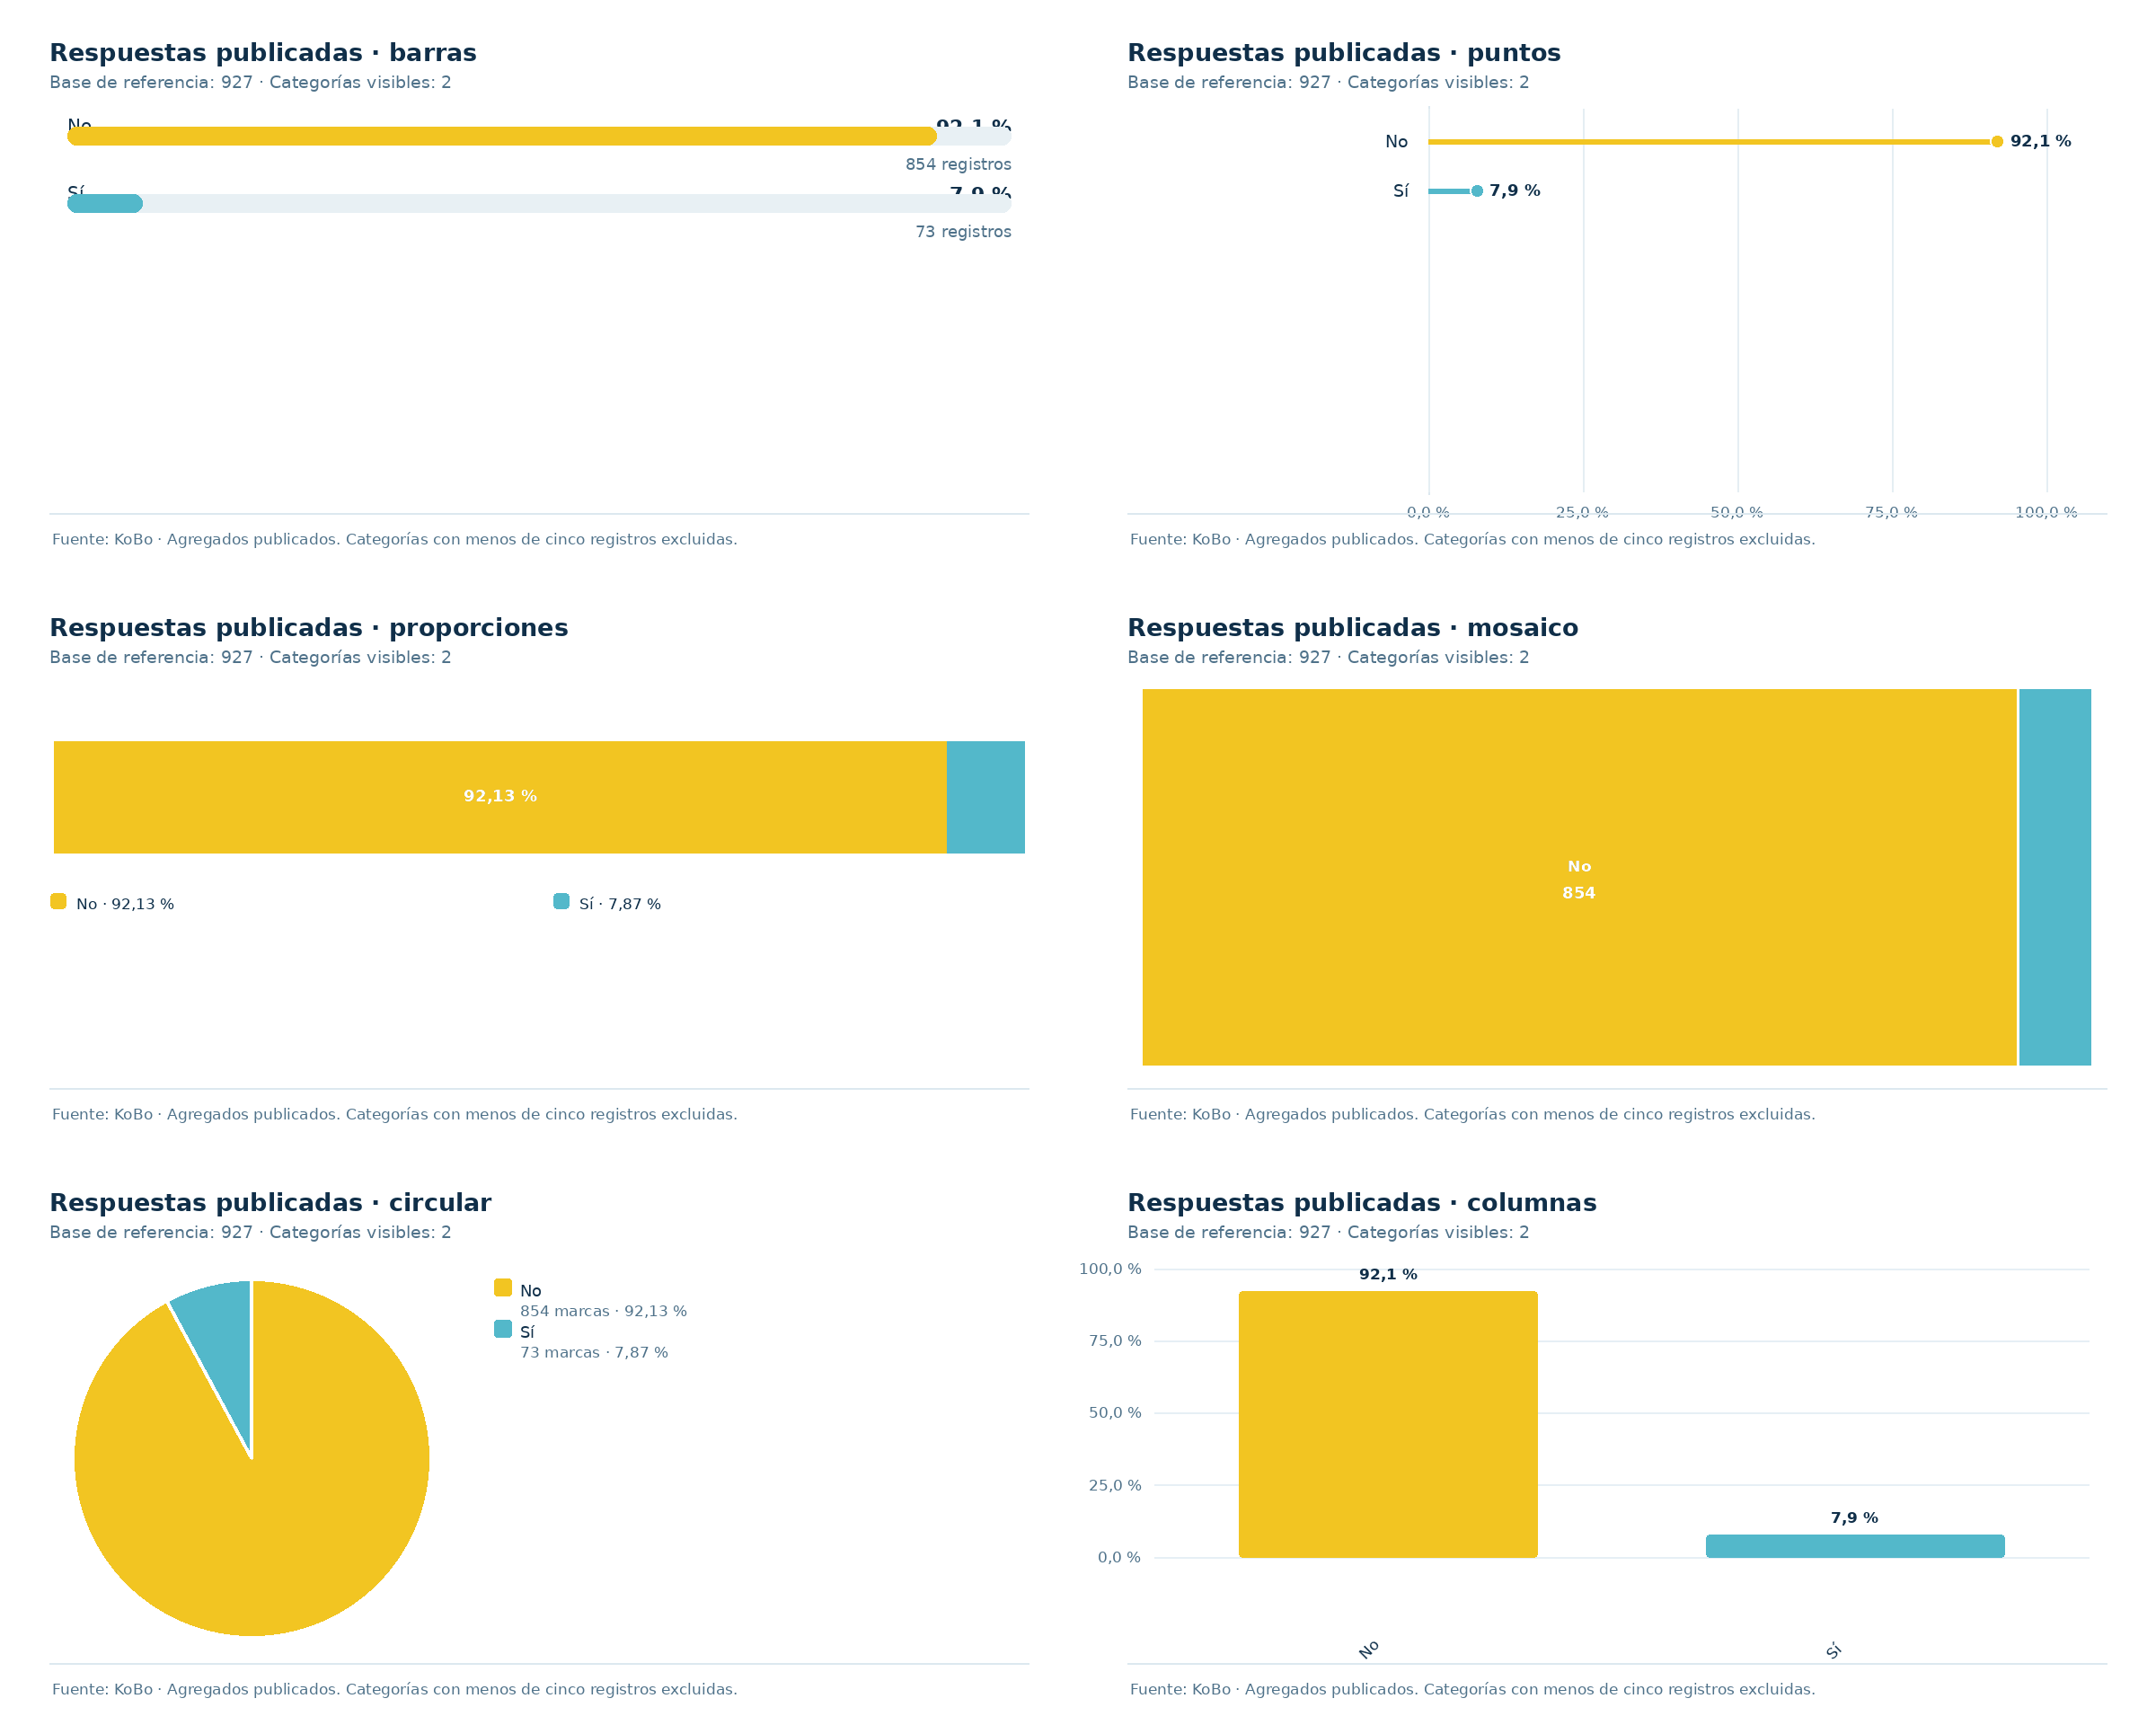 Respuestas publicadas · barras
Base de referencia: 927 · Categorías visibles: 2
No
92,1 %
854 registros
Sí
7,9 %
73 registros
Fuente: KoBo · Agregados publicados. Categorías con menos de cinco registros excluidas.
Respuestas publicadas · puntos
Base de referencia: 927 · Categorías visibles: 2
No
92,1 %
Sí
7,9 %
0,0 %
25,0 %
50,0 %
75,0 %
100,0 %
Fuente: KoBo · Agregados publicados. Categorías con menos de cinco registros excluidas.
Respuestas publicadas · proporciones
Base de referencia: 927 · Categorías visibles: 2
92,13 %
No · 92,13 %
Sí · 7,87 %
Fuente: KoBo · Agregados publicados. Categorías con menos de cinco registros excluidas.
Respuestas publicadas · mosaico
Base de referencia: 927 · Categorías visibles: 2
No
854
Fuente: KoBo · Agregados publicados. Categorías con menos de cinco registros excluidas.
Respuestas publicadas · circular
Base de referencia: 927 · Categorías visibles: 2
No
854 marcas · 92,13 %
Sí
73 marcas · 7,87 %
Fuente: KoBo · Agregados publicados. Categorías con menos de cinco registros excluidas.
Respuestas publicadas · columnas
Base de referencia: 927 · Categorías visibles: 2
100,0 %
92,1 %
75,0 %
50,0 %
25,0 %
7,9 %
0,0 %
No
Sí
Fuente: KoBo · Agregados publicados. Categorías con menos de cinco registros excluidas.